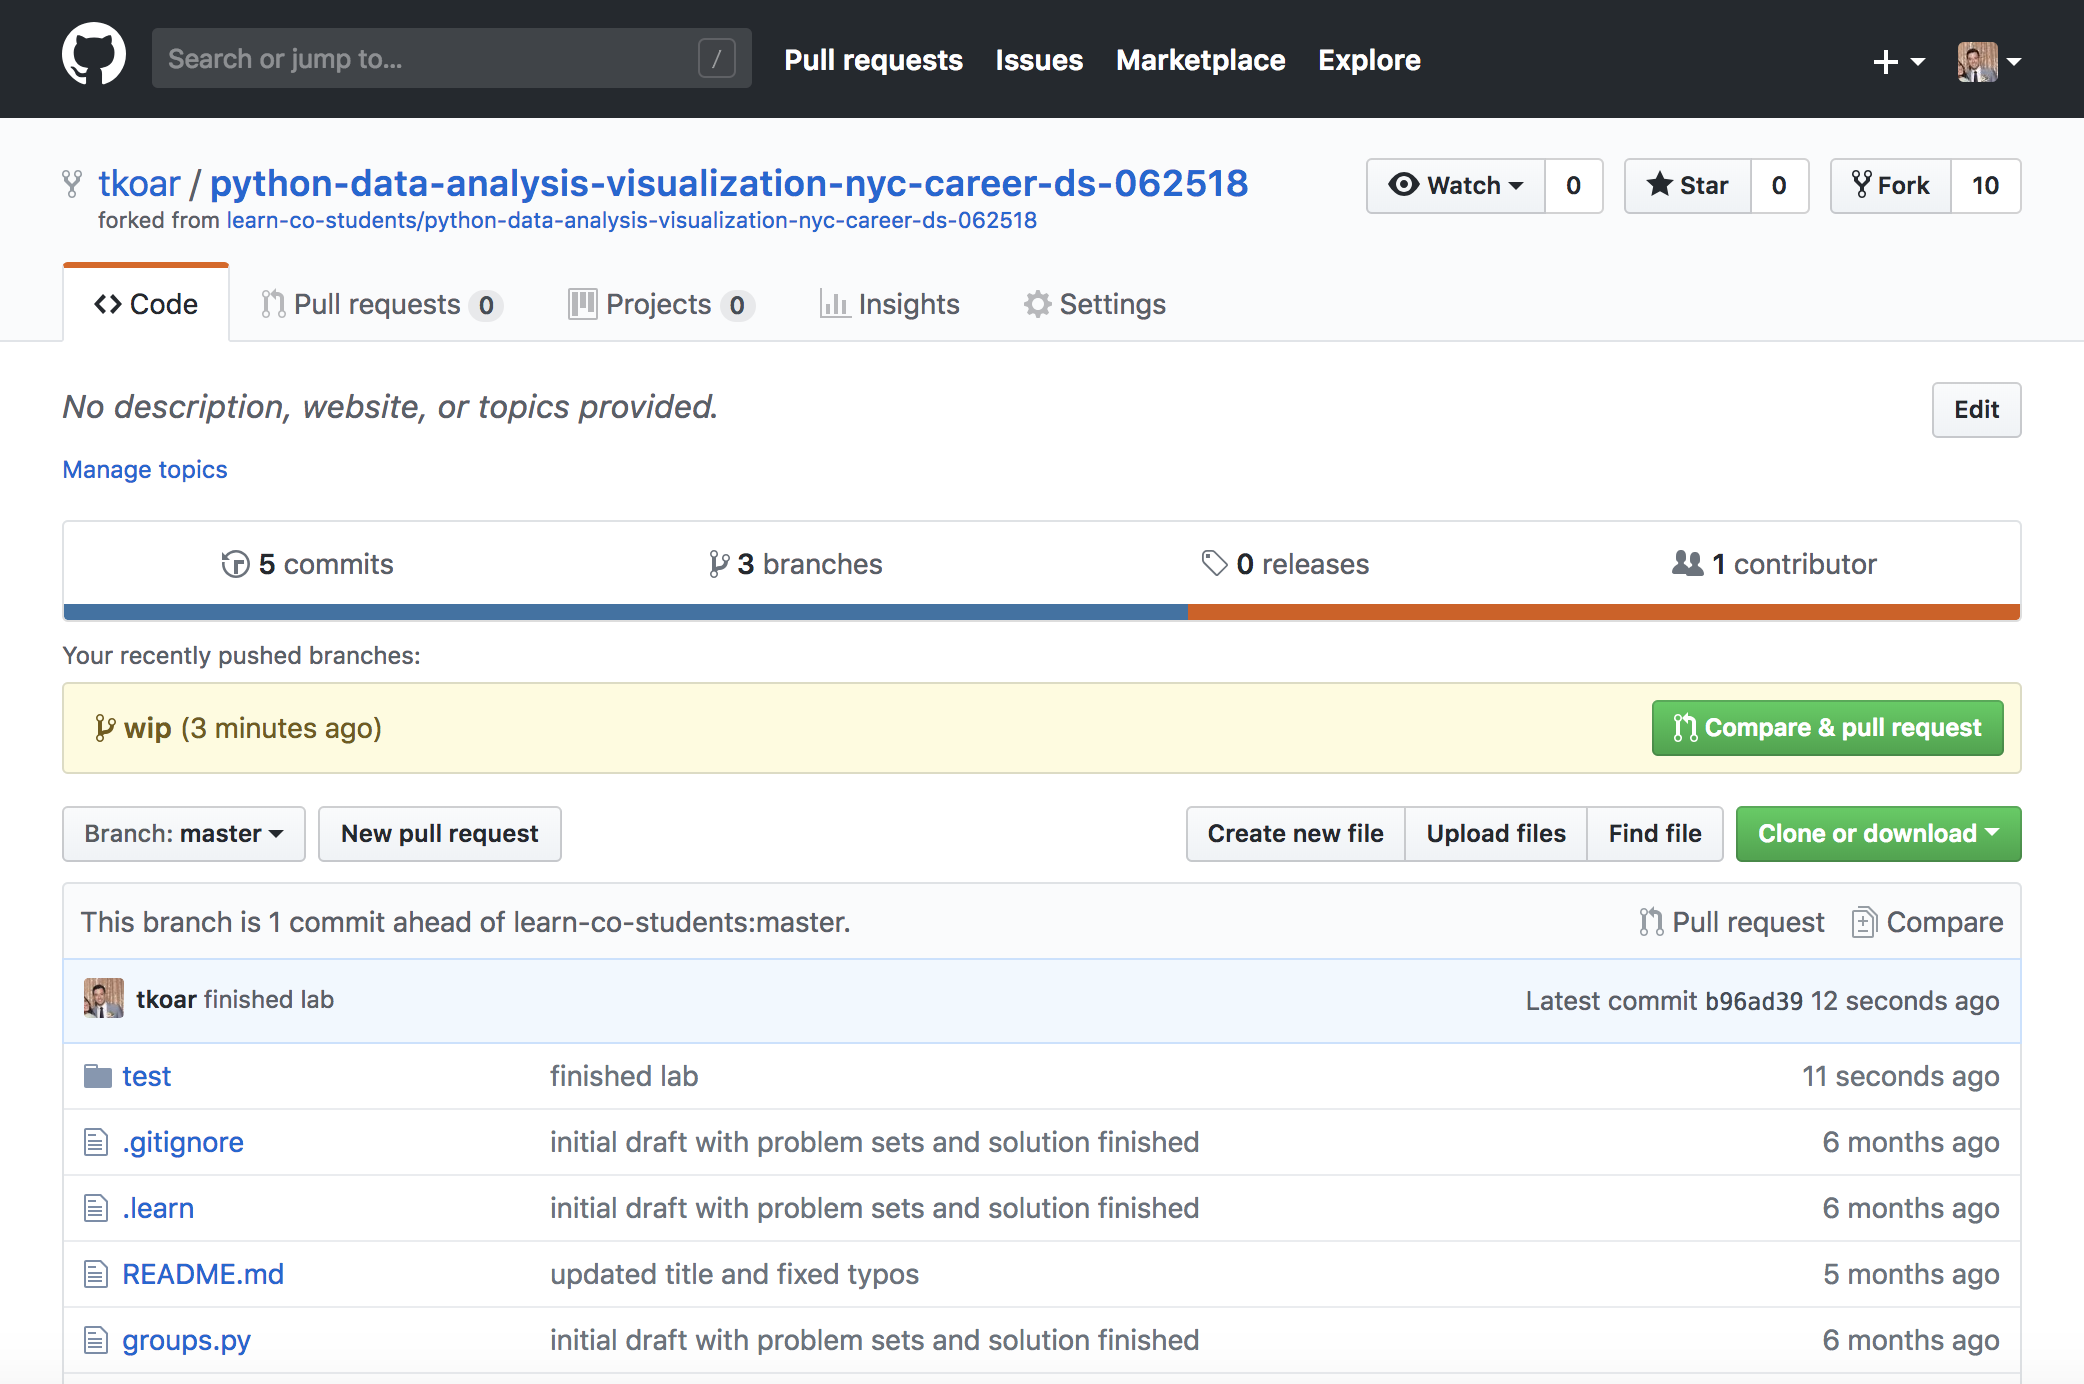 Search or jump to... /
Pull requests Issues Marketplace Explore
tkoar / python-data-analysis-visualization-nyc-career-ds-062518
forked from learn-co-students/python-data-analysis-visualization-nyc-career-ds-062518
Watch 0 Star 0 Fork 10
Code Pull requests 0 Projects 0 Insights Settings
No description, website, or topics provided.
Edit
Manage topics
5 commits 3 branches 0 releases 1 contributor
Your recently pushed branches:
wip (3 minutes ago) Compare & pull request
Branch: master New pull request Create new file Upload files Find file Clone or download
This branch is 1 commit ahead of learn-co-students:master. Pull request Compare
tkoar finished lab Latest commit b96ad39 12 seconds ago
test finished lab 11 seconds ago
.gitignore initial draft with problem sets and solution finished 6 months ago
.learn initial draft with problem sets and solution finished 6 months ago
README.md updated title and fixed typos 5 months ago
groups.py initial draft with problem sets and solution finished 6 months ago